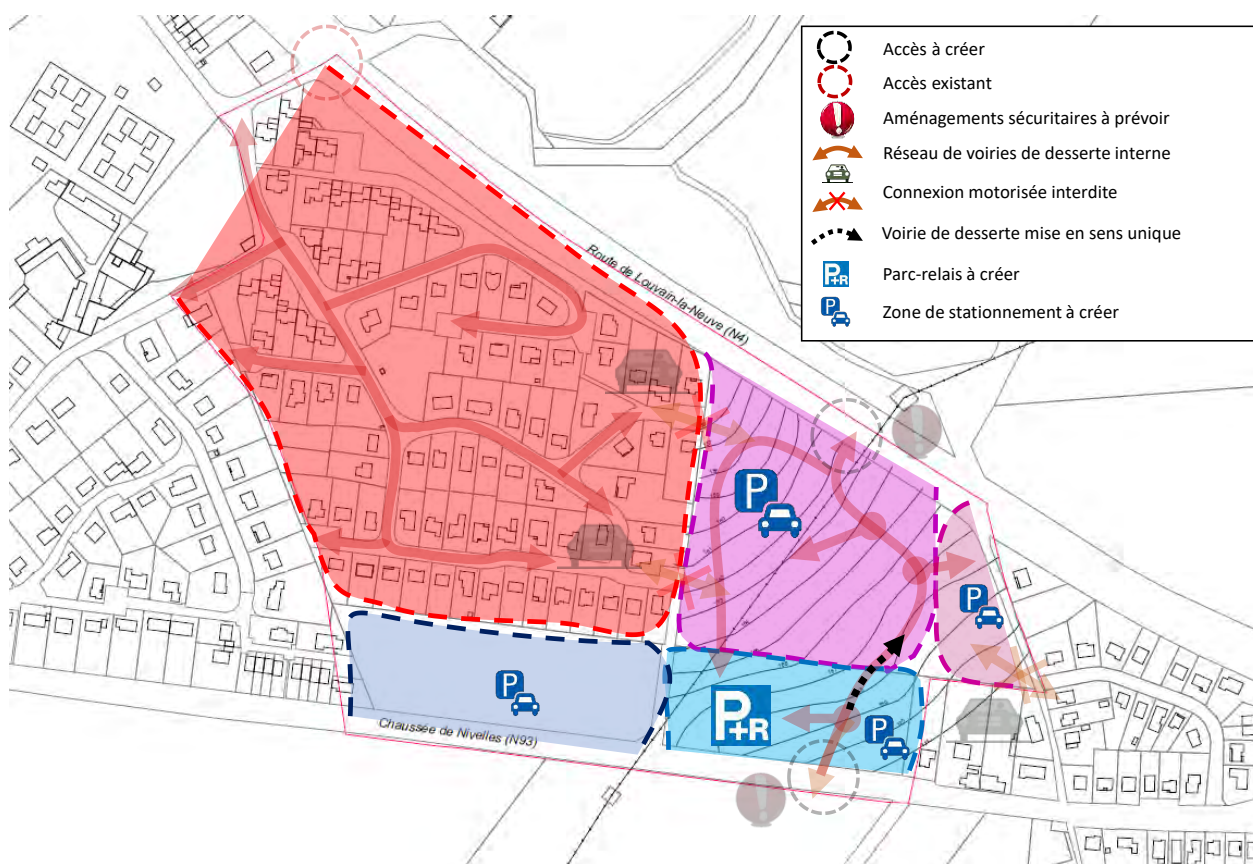 Accès à créer
Accès existant
Aménagements sécuritaires à prévoir
Réseau de voiries de desserte interne
Connexion motorisée interdite
Voirie de desserte mise en sens unique
P+R
Parc-relais à créer
P
Zone de stationnement à créer
Route de Louvain-la-Neuve (N4)
P
P
P
P+R
P
Chaussée de Nivelles (N93)